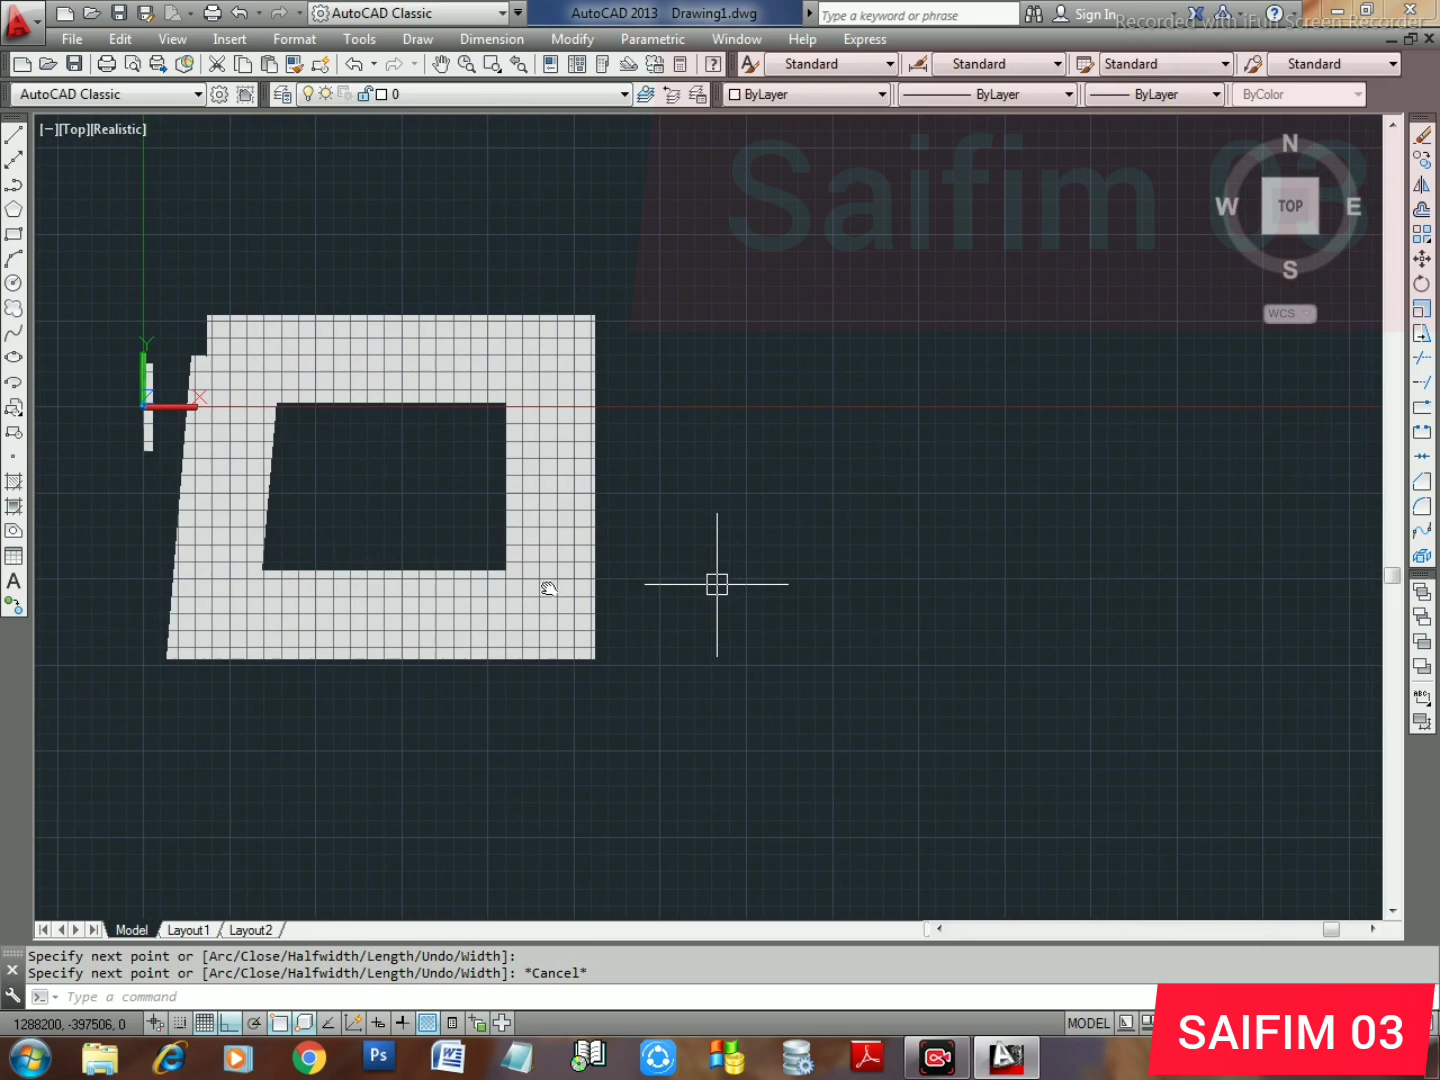 AutoCAD Classic
AutoCAD 2013 Drawing1.dwg
Type a keyword or phrase
Sign In
Recorded with iFun Screen Recorder
File Edit View Insert Format Tools Draw Dimension Modify Parametric Window Help Express
Standard Standard Standard Standard
AutoCAD Classic 0 ByLayer ByLayer ByLayer ByColor
[−][Top][Realistic]
Saifim 03
N
W TOP E
S
WCS
Y
X
Model Layout1 Layout2
Specify next point or [Arc/Close/Halfwidth/Length/Undo/Width]:
Specify next point or [Arc/Close/Halfwidth/Length/Undo/Width]: *Cancel*
Type a command
1288200, -397506, 0 MODEL
SAIFIM 03
Ps